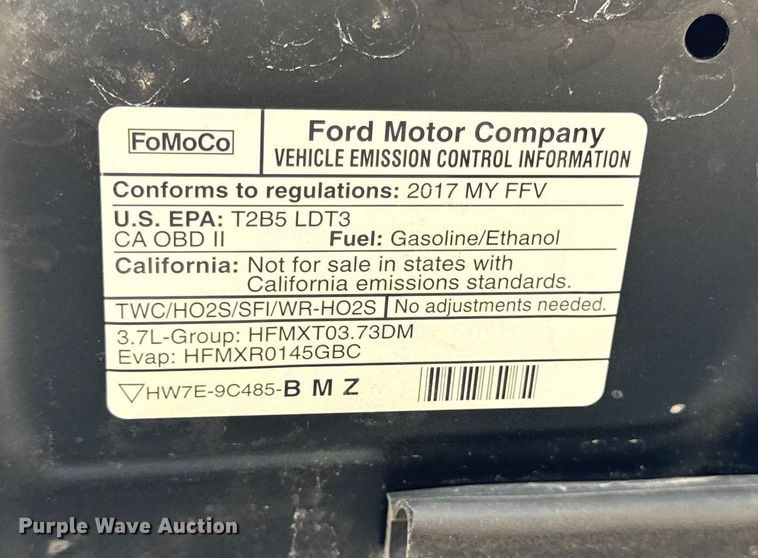 FoMoCo
Ford Motor Company
VEHICLE EMISSION CONTROL INFORMATION
Conforms to regulations: 2017 MY FFV
U.S. EPA: T2B5 LDT3
CA OBD II Fuel: Gasoline/Ethanol
California: Not for sale in states with
California emissions standards.
TWC/HO2S/SFI/WR-HO2S No adjustments needed.
3.7L-Group: HFMXT03.73DM
Evap: HFMXR0145GBC
HW7E-9C485-B M Z
Purple Wave Auction